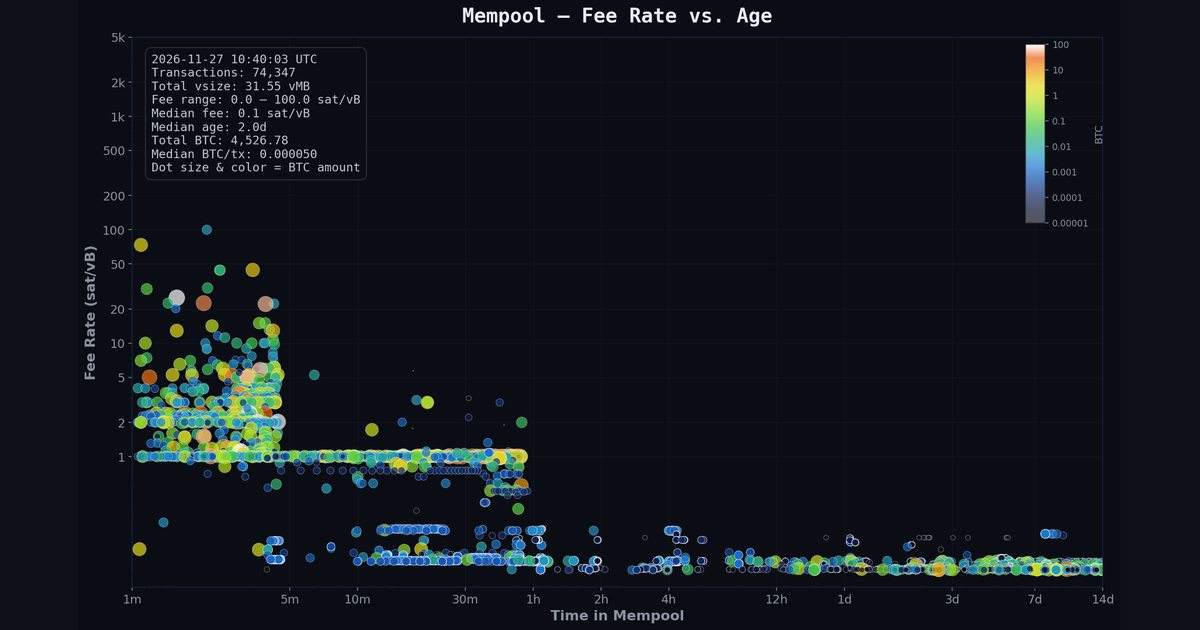 Mempool — Fee Rate vs. Age
2026-11-27 10:40:03 UTC
Transactions: 74,347
Total vsize: 31.55 vMB
Fee range: 0.0 — 100.0 sat/vB
Median fee: 0.1 sat/vB
Median age: 2.0d
Total BTC: 4,526.78
Median BTC/tx: 0.000050
Dot size & color = BTC amount
5k
2k
1k
500
200
100
50
20
10
5
2
1
Fee Rate (sat/vB)
100
10
1
0.1
0.01
0.001
0.0001
0.00001
BTC
1m 5m 10m 30m 1h 2h 4h 12h 1d 3d 7d 14d
Time in Mempool